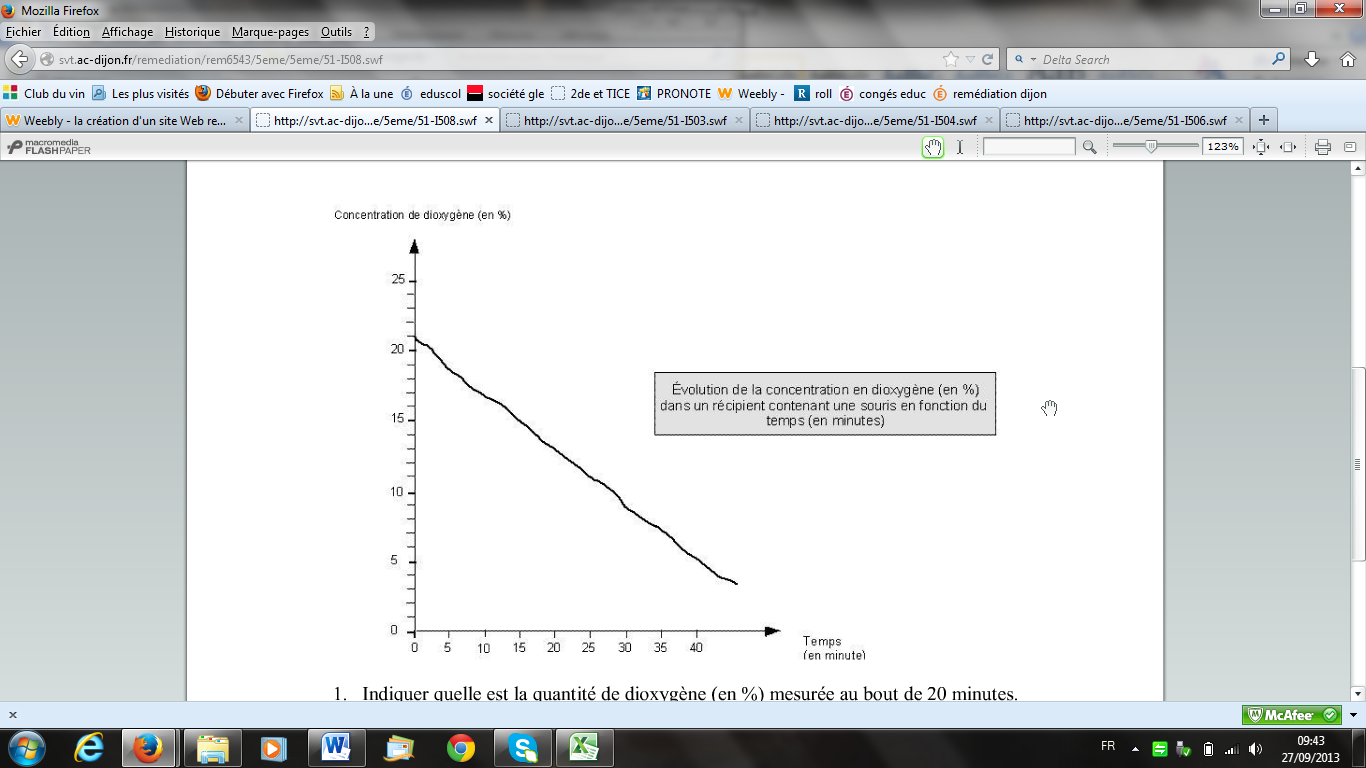 Mozilla Firefox
Fichier Édition Affichage Historique Marque-pages Outils ?
svt.ac-dijon.fr/remediation/rem6543/5eme/5eme/51-I508.swf
Delta Search
Club du vin Les plus visités Débuter avec Firefox À la une eduscol société gle 2de et TICE PRONOTE Weebly - roll congés educ remédiation dijon
Weebly - la création d'un site Web re... http://svt.ac-dijo...e/5eme/51-I508.swf http://svt.ac-dijo...e/5eme/51-I503.swf http://svt.ac-dijo...e/5eme/51-I504.swf http://svt.ac-dijo...e/5eme/51-I506.swf
macromedia
FLASHPAPER
123%
Concentration de dioxygène (en %)
25
20
15
10
5
0
Évolution de la concentration en dioxygène (en %)
dans un récipient contenant une souris en fonction du
temps (en minutes)
0 5 10 15 20 25 30 35 40
Temps
(en minute)
1. Indiquer quelle est la quantité de dioxygène (en %) mesurée au bout de 20 minutes.
McAfee
FR
09:43
27/09/2013